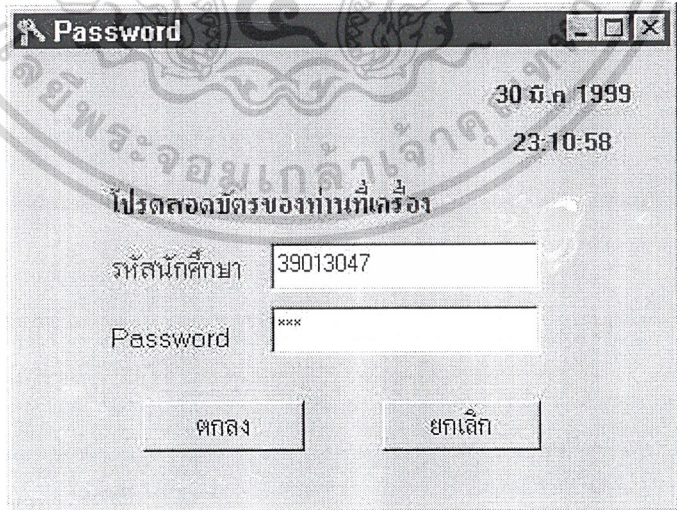 Password
30 มี.ค 1999
23:10:58
โปรดสอดบัตรของท่านที่เครื่อง
รหัสนักศึกษา 39013047
Password ***
ตกลง ยกเลิก